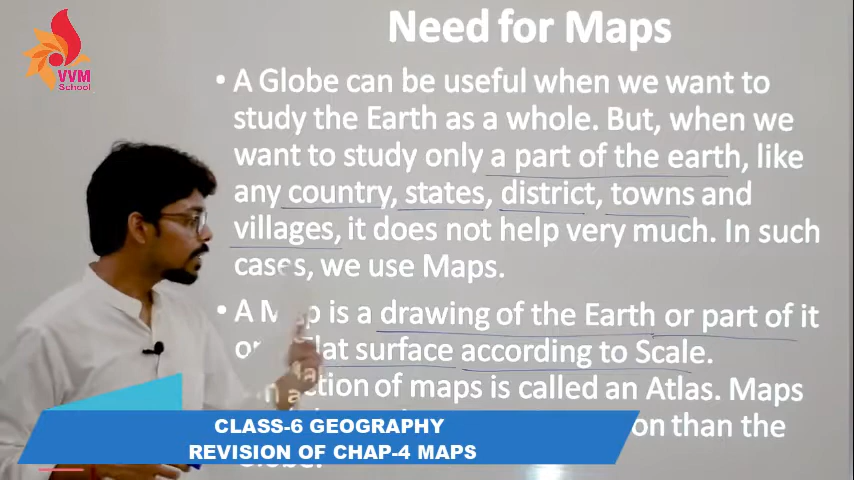 VVM
School
Need for Maps
• A Globe can be useful when we want to
study the Earth as a whole. But, when we
want to study only a part of the earth, like
any country, states, district, towns and
villages, it does not help very much. In such
cases, we use Maps.
• A Map is a drawing of the Earth or part of it
flat surface according to Scale.
of maps is called an Atlas. Maps
than the
CLASS-6 GEOGRAPHY
REVISION OF CHAP-4 MAPS